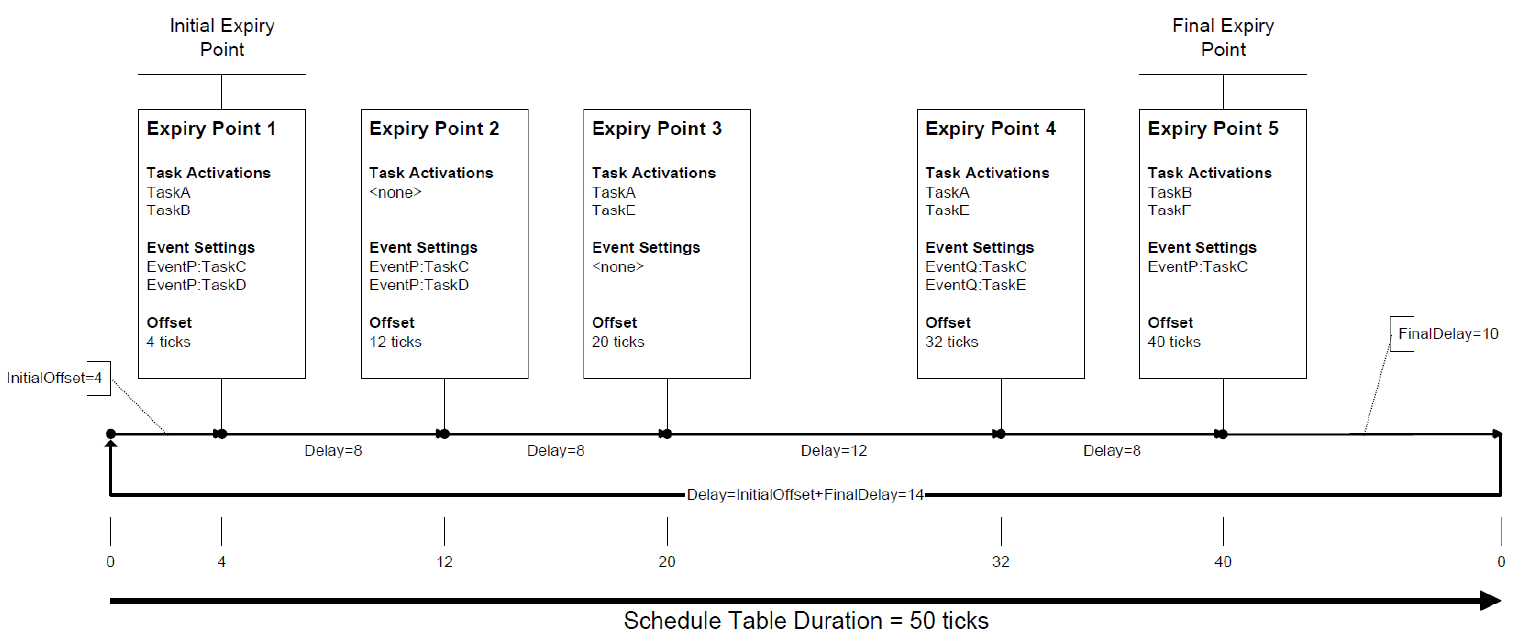 Initial Expiry
Point
Final Expiry
Point
Expiry Point 1
Task Activations
TaskA
TaskB
Event Settings
EventP:TaskC
EventP:TaskD
Offset
4 ticks
Expiry Point 2
Task Activations
<none>
Event Settings
EventP:TaskC
EventP:TaskD
Offset
12 ticks
Expiry Point 3
Task Activations
TaskA
TaskE
Event Settings
<none>
Offset
20 ticks
Expiry Point 4
Task Activations
TaskA
TaskE
Event Settings
EventQ:TaskC
EventQ:TaskE
Offset
32 ticks
Expiry Point 5
Task Activations
TaskB
TaskF
Event Settings
EventP:TaskC
Offset
40 ticks
InitialOffset=4
FinalDelay=10
Delay=8
Delay=8
Delay=12
Delay=8
Delay=InitialOffset+FinalDelay=14
0 4 12 20 32 40 0
Schedule Table Duration = 50 ticks